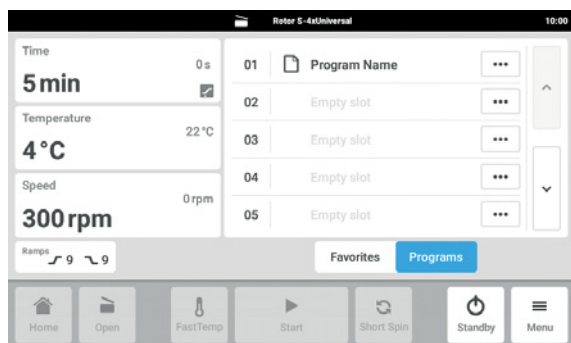 Rotor S-4xUniversal 10:00
Time
0 s
5 min
Temperature
22 °C
4 °C
Speed
0 rpm
300 rpm
Ramps 9 9
01 Program Name •••
02 Empty slot •••
03 Empty slot •••
04 Empty slot •••
05 Empty slot •••
Favorites Programs
Home Open FastTemp Start Short Spin Standby Menu